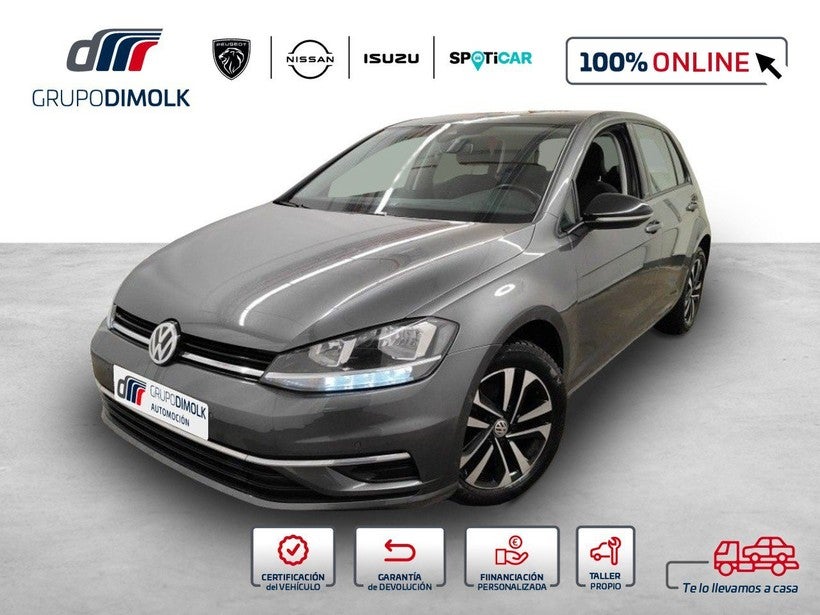 GRUPODIMOLK
PEUGEOT
NISSAN
ISUZU
SPOTiCAR
100% ONLINE
GRUPODIMOLK
AUTOMOCIÓN
CERTIFICACIÓN
del VEHÍCULO
GARANTÍA
de DEVOLUCIÓN
€
FIINANCIACIÓN
PERSONALIZADA
TALLER
PROPIO
Te lo llevamos a casa